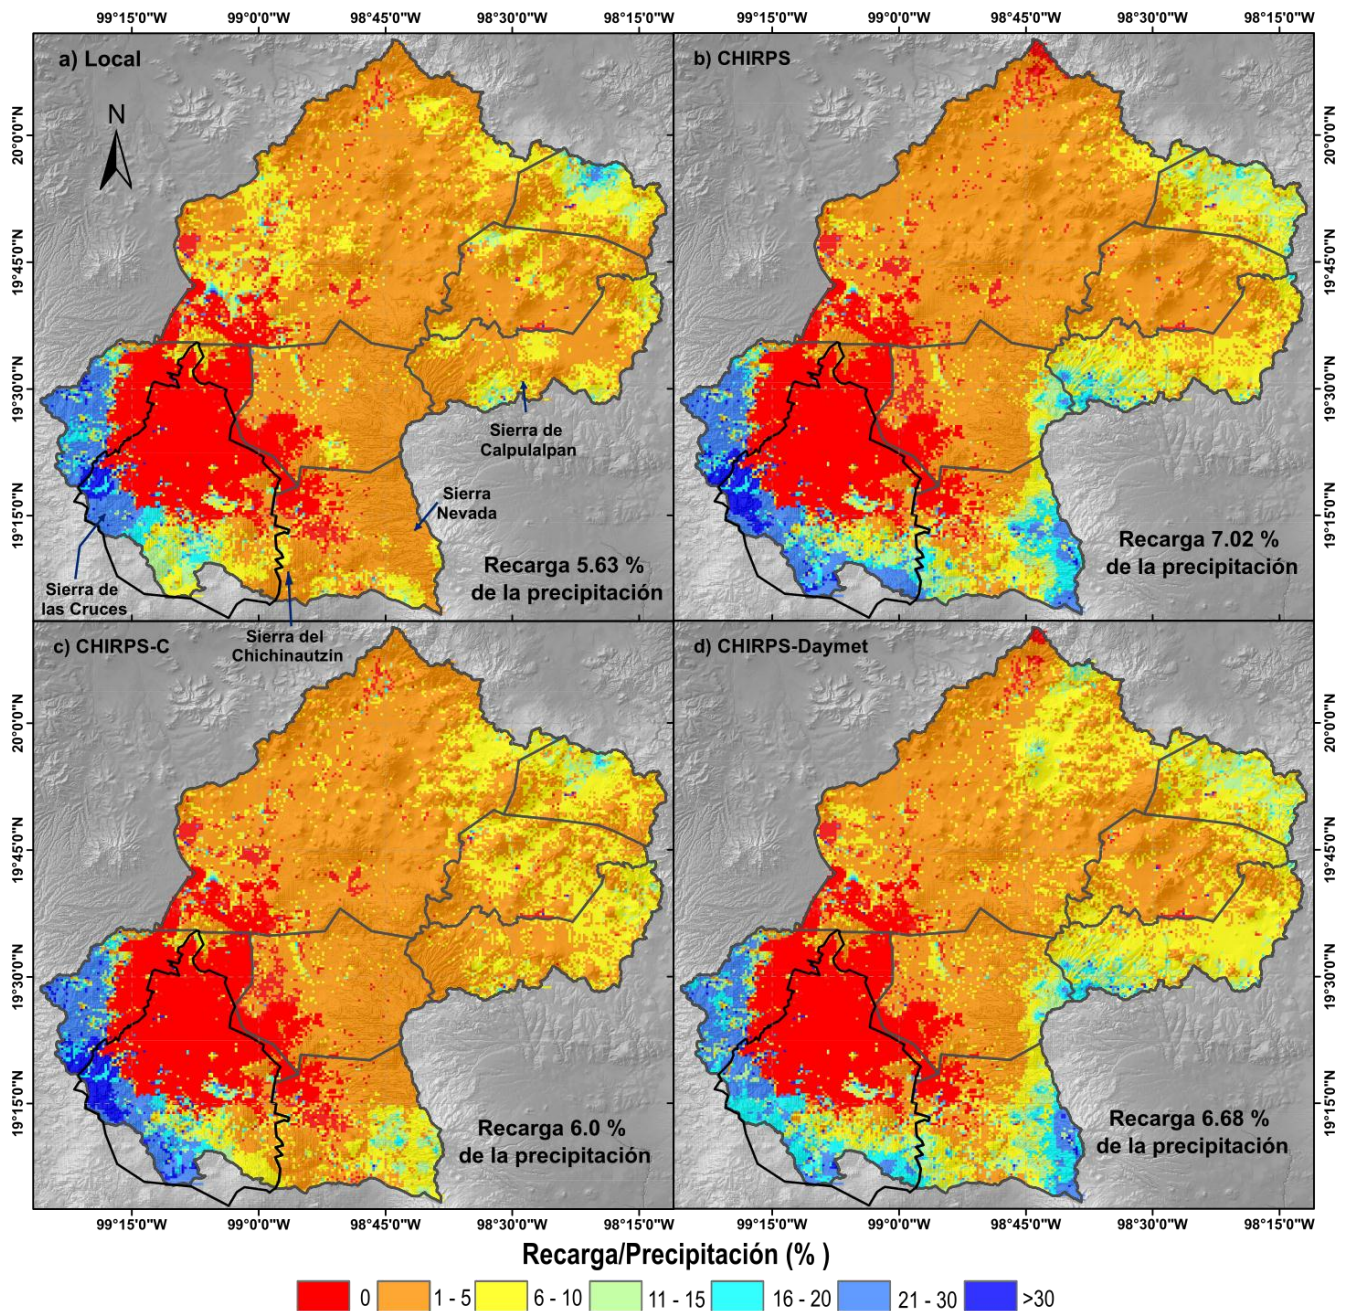 99°15'0"W 99°0'0"W 98°45'0"W 98°30'0"W 98°15'0"W 99°15'0"W 99°0'0"W 98°45'0"W 98°30'0"W 98°15'0"W
a) Local
b) CHIRPS
N
20°0'0"N
19°45'0"N
19°30'0"N
19°15'0"N
20°0'0"N
19°45'0"N
19°30'0"N
19°15'0"N
Sierra de
Calpulalpan
Sierra
Nevada
Sierra de
las Cruces
Sierra del
Chichinautzin
Recarga 5.63 %
de la precipitación
Recarga 7.02 %
de la precipitación
c) CHIRPS-C
d) CHIRPS-Daymet
20°0'0"N
19°45'0"N
19°30'0"N
19°15'0"N
20°0'0"N
19°45'0"N
19°30'0"N
19°15'0"N
Recarga 6.0 %
de la precipitación
Recarga 6.68 %
de la precipitación
99°15'0"W 99°0'0"W 98°45'0"W 98°30'0"W 98°15'0"W 99°15'0"W 99°0'0"W 98°45'0"W 98°30'0"W 98°15'0"W
Recarga/Precipitación (% )
0 1 - 5 6 - 10 11 - 15 16 - 20 21 - 30 >30